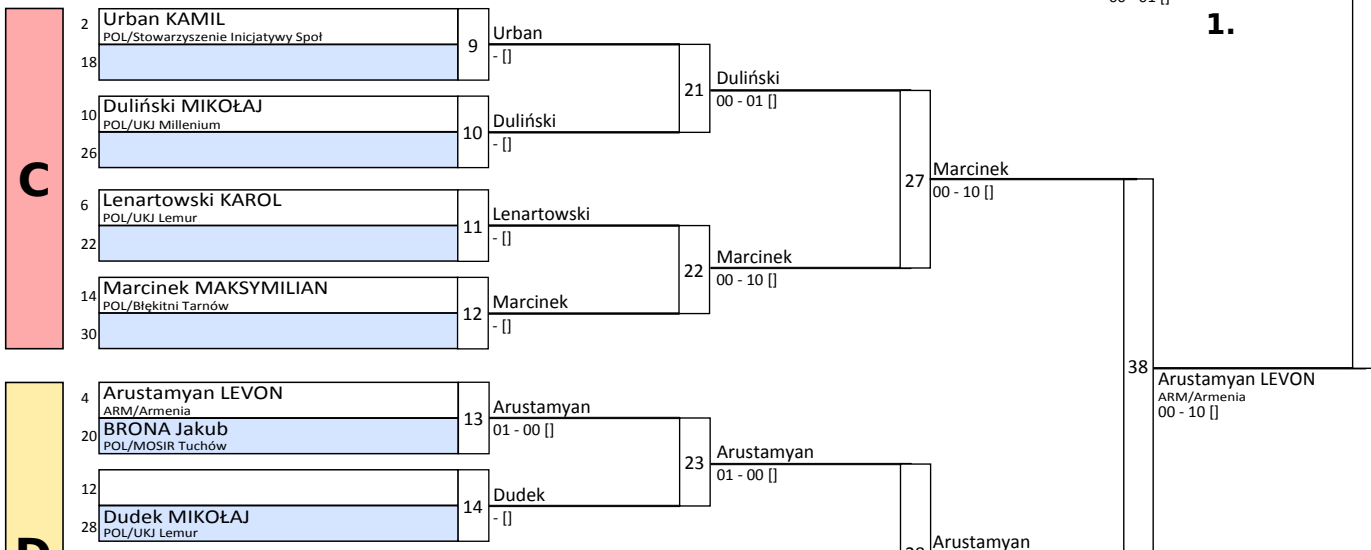 00 - 01 []
1.
C
2
Urban KAMIL
POL/Stowarzyszenie Inicjatywy Społ
18
9
Urban
- []
10
Duliński MIKOŁAJ
POL/UKJ Millenium
26
10
Duliński
- []
21
Duliński
00 - 01 []
6
Lenartowski KAROL
POL/UKJ Lemur
22
11
Lenartowski
- []
14
Marcinek MAKSYMILIAN
POL/Błękitni Tarnów
30
12
Marcinek
- []
22
Marcinek
00 - 10 []
27
Marcinek
00 - 10 []
38
Arustamyan LEVON
ARM/Armenia
00 - 10 []
D
4
Arustamyan LEVON
ARM/Armenia
20
BRONA Jakub
POL/MOSIR Tuchów
13
Arustamyan
01 - 00 []
12
28
Dudek MIKOŁAJ
POL/UKJ Lemur
14
Dudek
- []
23
Arustamyan
01 - 00 []
28
Arustamyan